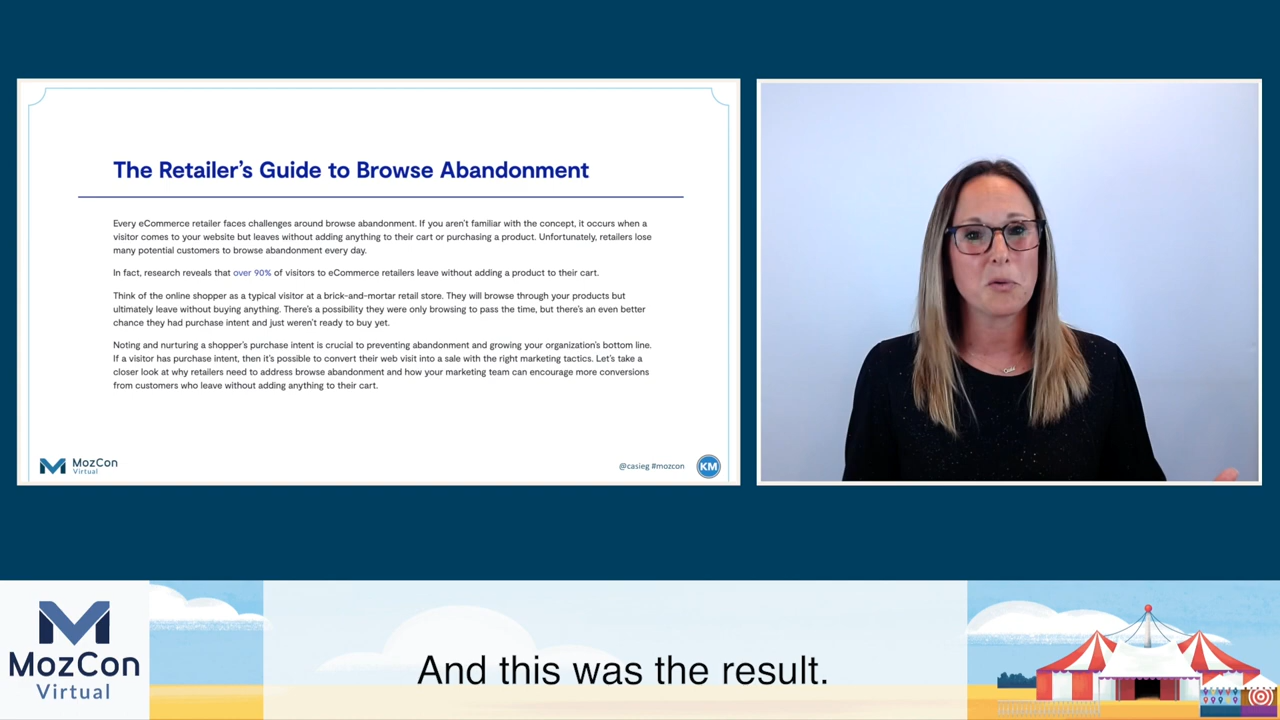 The Retailer's Guide to Browse Abandonment
Every eCommerce retailer faces challenges around browse abandonment. If you aren't familiar with the concept, it occurs when a
visitor comes to your website but leaves without adding anything to their cart or purchasing a product. Unfortunately, retailers lose
many potential customers to browse abandonment every day.
In fact, research reveals that over 90% of visitors to eCommerce retailers leave without adding a product to their cart.
Think of the online shopper as a typical visitor at a brick-and-mortar retail store. They will browse through your products but
ultimately leave without buying anything. There's a possibility they were only browsing to pass the time, but there's an even better
chance they had purchase intent and just weren't ready to buy yet.
Noting and nurturing a shopper's purchase intent is crucial to preventing abandonment and growing your organization's bottom line.
If a visitor has purchase intent, then it's possible to convert their web visit into a sale with the right marketing tactics. Let's take a
closer look at why retailers need to address browse abandonment and how your marketing team can encourage more conversions
from customers who leave without adding anything to their cart.
MozCon
Virtual
@casieg #mozcon
KM
MozCon
Virtual
And this was the result.